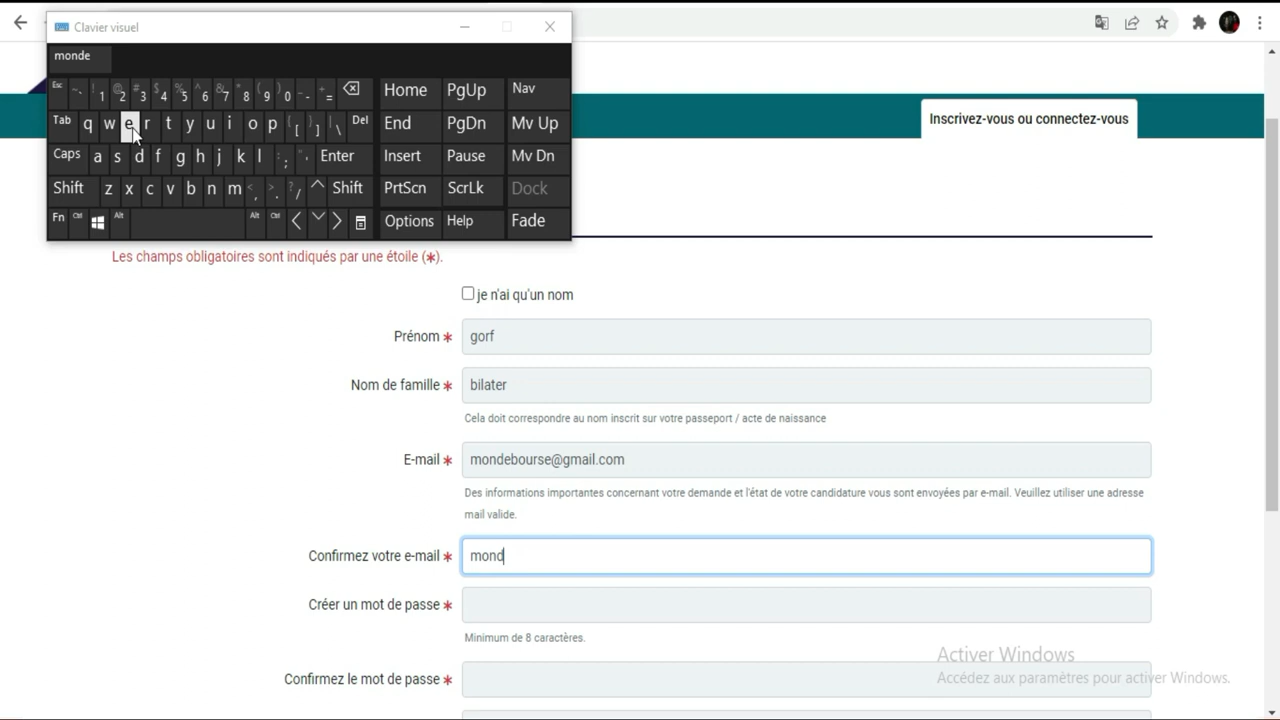 Clavier visuel
monde
Esc ~ ` ! 1 @ 2 # 3 $ 4 % 5 ^ 6 & 7 * 8 ( 9 ) 0 _ - + = Home PgUp Nav
Tab q w e r t y u i o p { [ } ] | \ Del End PgDn Mv Up
Caps a s d f g h j k l : ; " ' Enter Insert Pause Mv Dn
Shift z x c v b n m < , > . ? / Shift PrtScn ScrLk Dock
Fn Ctrl Alt Alt Ctrl Options Help Fade
Inscrivez-vous ou connectez-vous
Les champs obligatoires sont indiqués par une étoile (*).
je n'ai qu'un nom
Prénom * gorf
Nom de famille * bilater
Cela doit correspondre au nom inscrit sur votre passeport / acte de naissance
E-mail * mondebourse@gmail.com
Des informations importantes concernant votre demande et l'état de votre candidature vous sont envoyées par e-mail. Veuillez utiliser une adresse
mail valide.
Confirmez votre e-mail * mond
Créer un mot de passe *
Minimum de 8 caractères.
Activer Windows
Confirmez le mot de passe *
Accédez aux paramètres pour activer Windows.